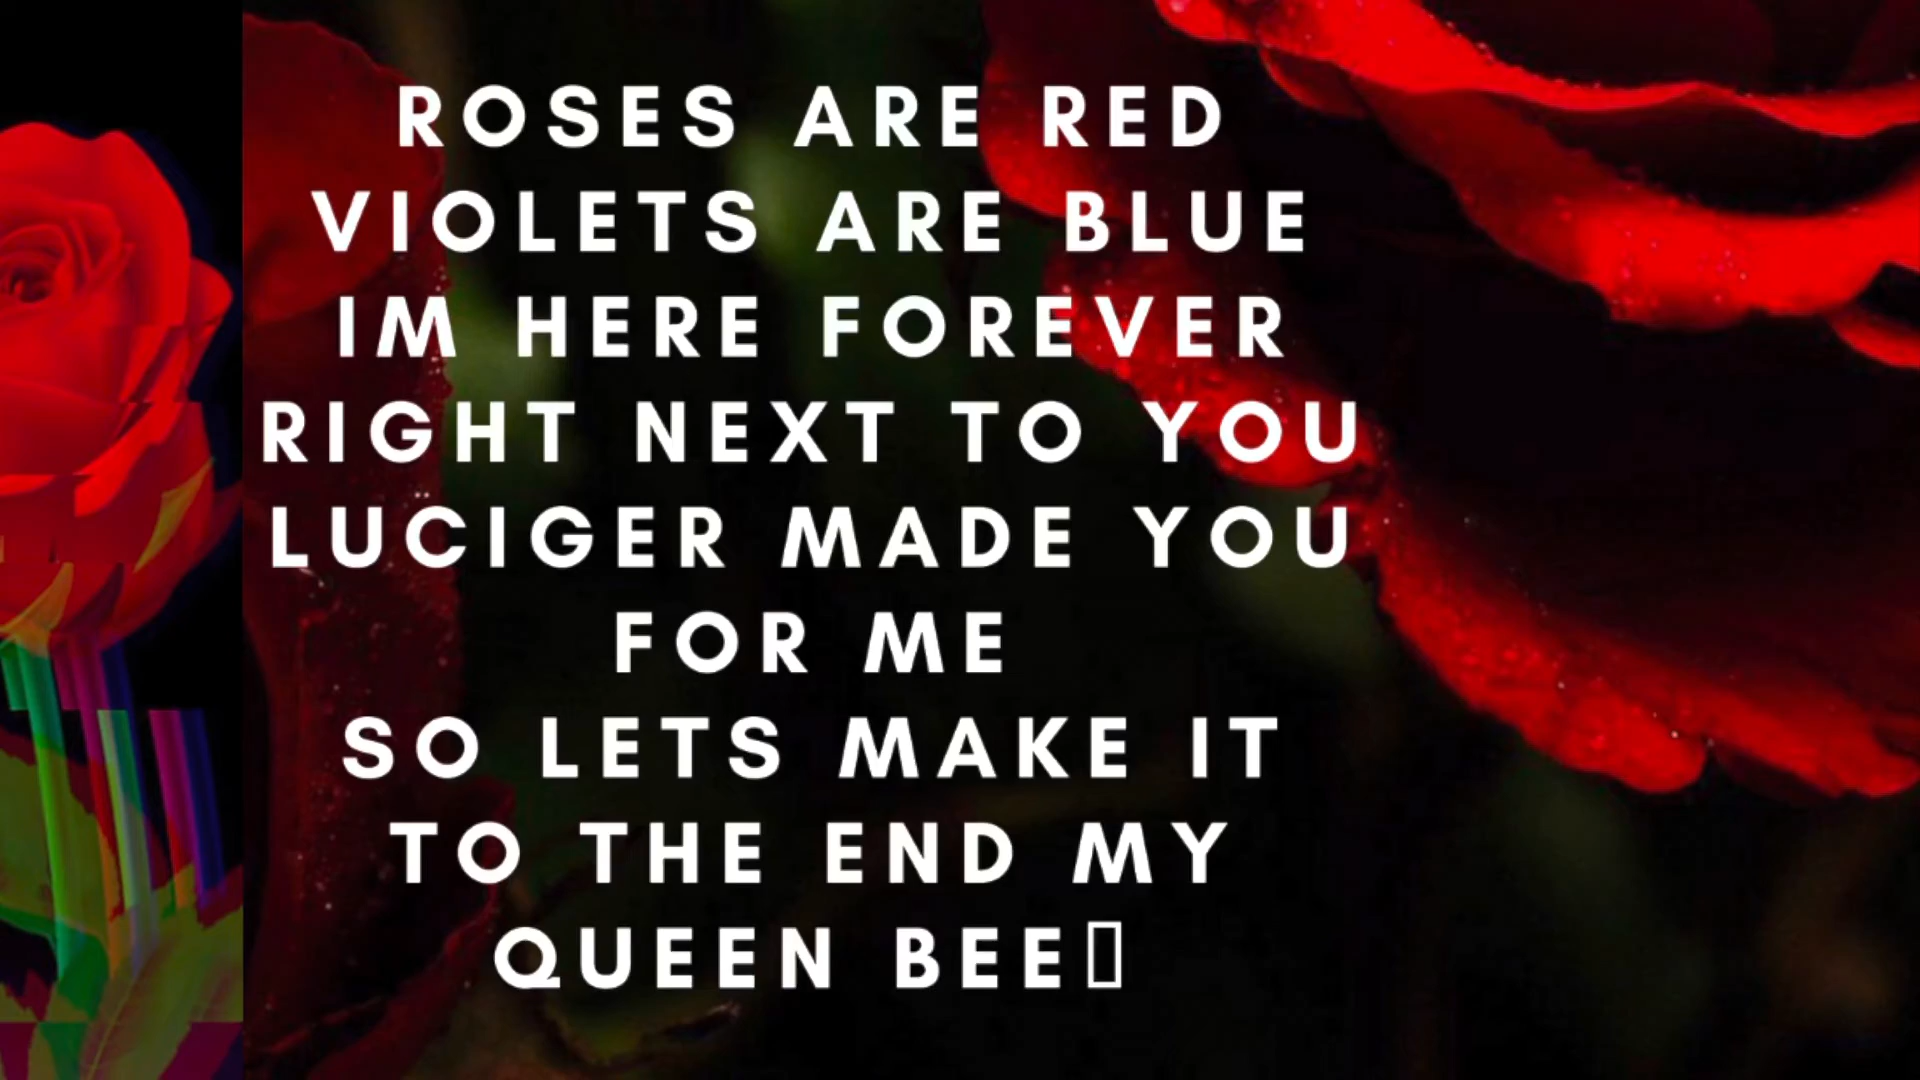 ROSES ARE RED
VIOLETS ARE BLUE
IM HERE FOREVER
RIGHT NEXT TO YOU
LUCIGER MADE YOU
FOR ME
SO LETS MAKE IT
TO THE END MY
QUEEN BEE▯